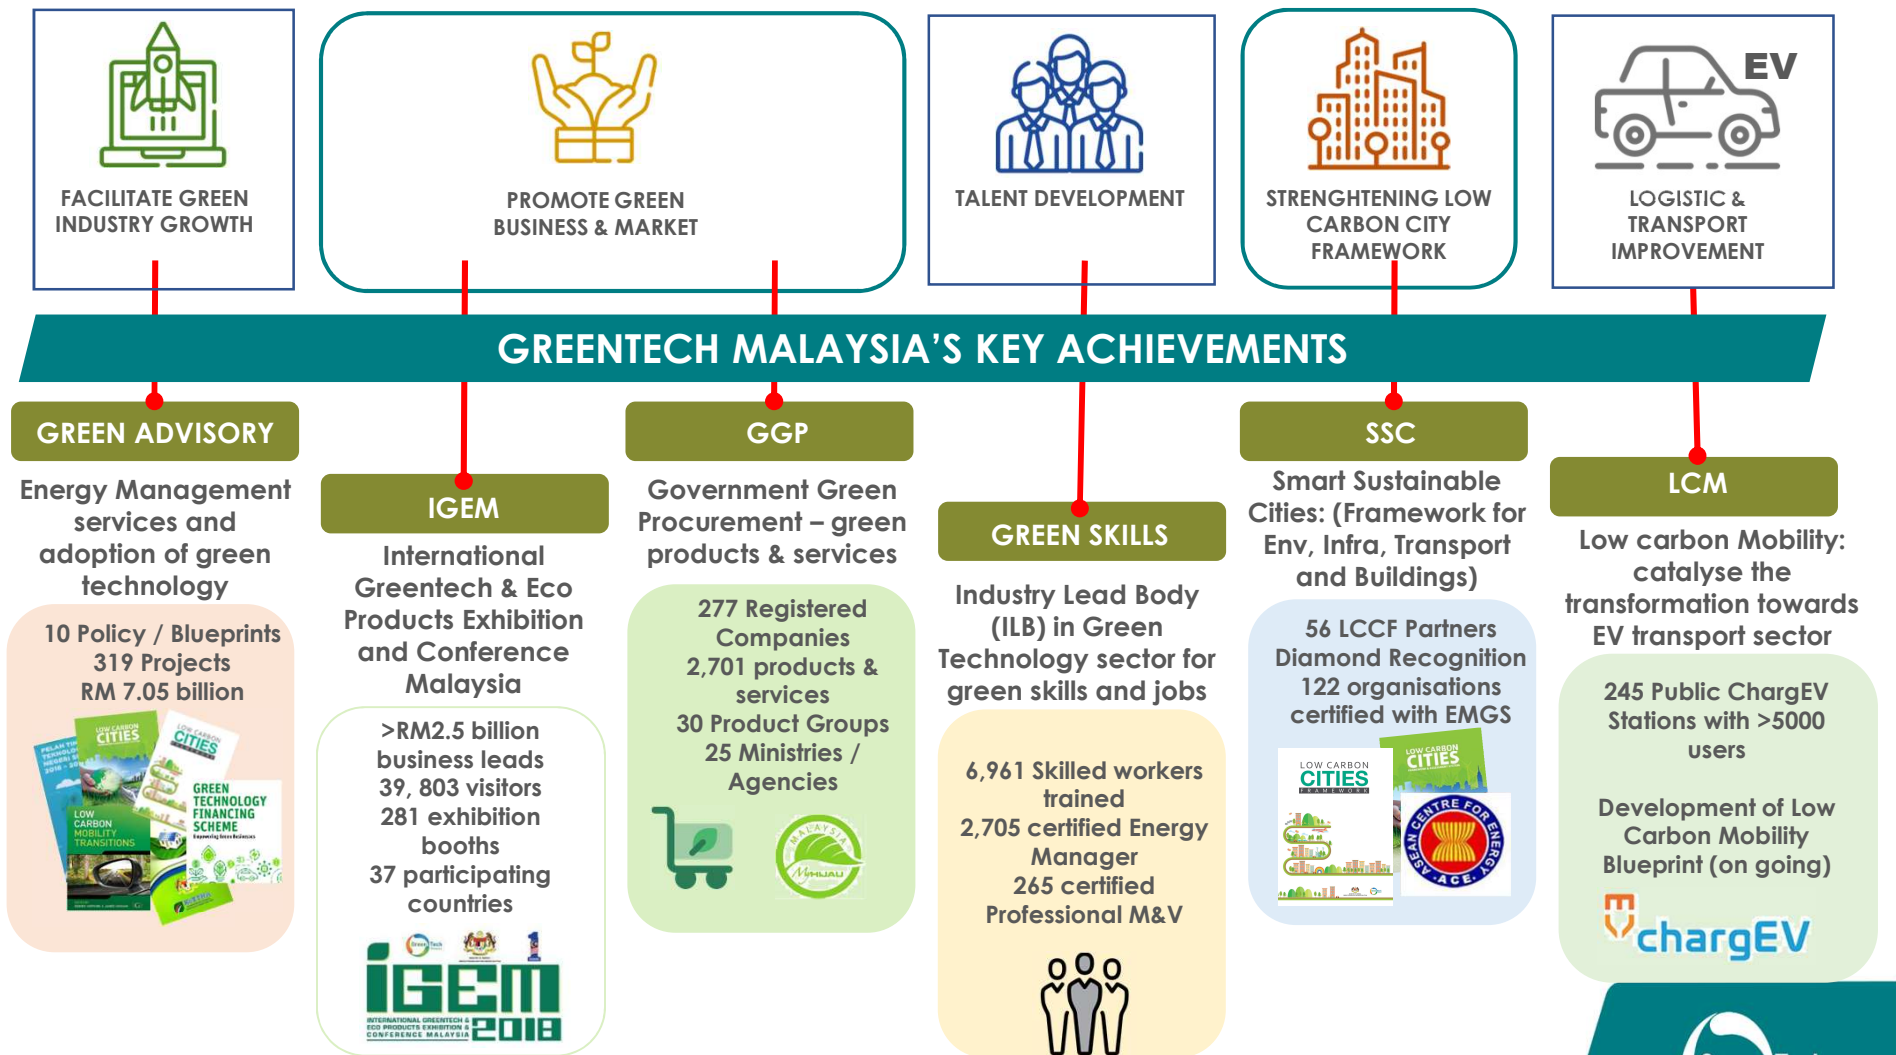 FACILITATE GREEN
INDUSTRY GROWTH
PROMOTE GREEN
BUSINESS & MARKET
TALENT DEVELOPMENT
STRENGHTENING LOW
CARBON CITY
FRAMEWORK
EV
LOGISTIC &
TRANSPORT
IMPROVEMENT
GREENTECH MALAYSIA'S KEY ACHIEVEMENTS
GREEN ADVISORY
Energy Management
services and
adoption of green
technology
10 Policy / Blueprints
319 Projects
RM 7.05 billion
LOW CARBON
CITIES
LOW CARBON
CITIES
GREEN
TECHNOLOGY
FINANCING
SCHEME
Empowering Green Businesses
LOW
CARBON
MOBILITY
TRANSITIONS
IGEM
International
Greentech & Eco
Products Exhibition
and Conference
Malaysia
>RM2.5 billion
business leads
39, 803 visitors
281 exhibition
booths
37 participating
countries
iGEM
INTERNATIONAL GREENTECH &
ECO PRODUCTS EXHIBITION &
CONFERENCE MALAYSIA
2018
GGP
Government Green
Procurement – green
products & services
277 Registered
Companies
2,701 products &
services
30 Product Groups
25 Ministries /
Agencies
MALAYSIA
MyHIJAU
GREEN SKILLS
Industry Lead Body
(ILB) in Green
Technology sector for
green skills and jobs
6,961 Skilled workers
trained
2,705 certified Energy
Manager
265 certified
Professional M&V
SSC
Smart Sustainable
Cities: (Framework for
Env, Infra, Transport
and Buildings)
56 LCCF Partners
Diamond Recognition
122 organisations
certified with EMGS
LOW CARBON
CITIES
FRAMEWORK
LOW CARBON
CITIES
ASEAN CENTRE FOR ENERGY
·ACE·
LCM
Low carbon Mobility:
catalyse the
transformation towards
EV transport sector
245 Public ChargEV
Stations with >5000
users
Development of Low
Carbon Mobility
Blueprint (on going)
chargEV